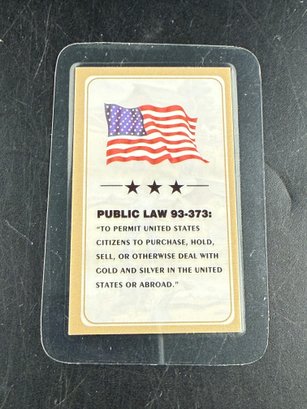 PUBLIC LAW 93-373:
"TO PERMIT UNITED STATES
CITIZENS TO PURCHASE, HOLD,
SELL, OR OTHERWISE DEAL WITH
GOLD AND SILVER IN THE UNITED
STATES OR ABROAD."